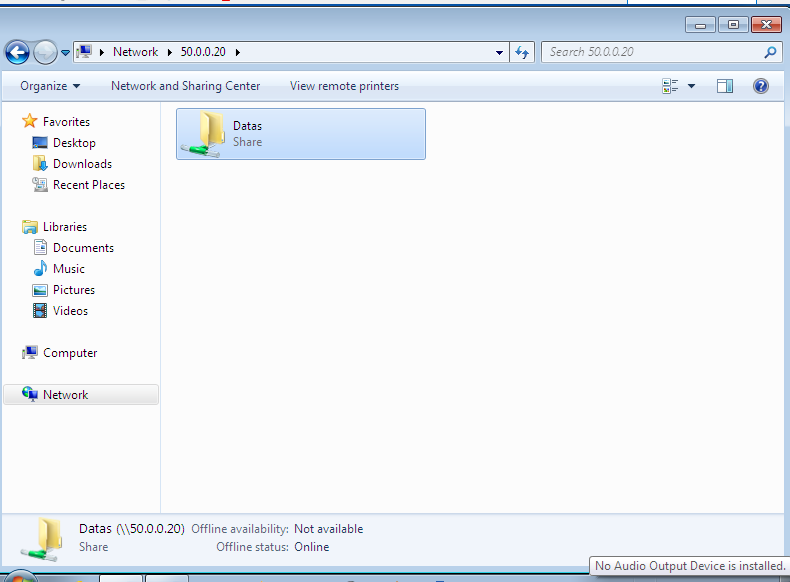 Network 50.0.0.20
Search 50.0.0.20
Organize Network and Sharing Center View remote printers
Favorites
Desktop
Downloads
Recent Places
Libraries
Documents
Music
Pictures
Videos
Computer
Network
Datas
Share
Datas (\\50.0.0.20) Offline availability: Not available
Share Offline status: Online
No Audio Output Device is installed.